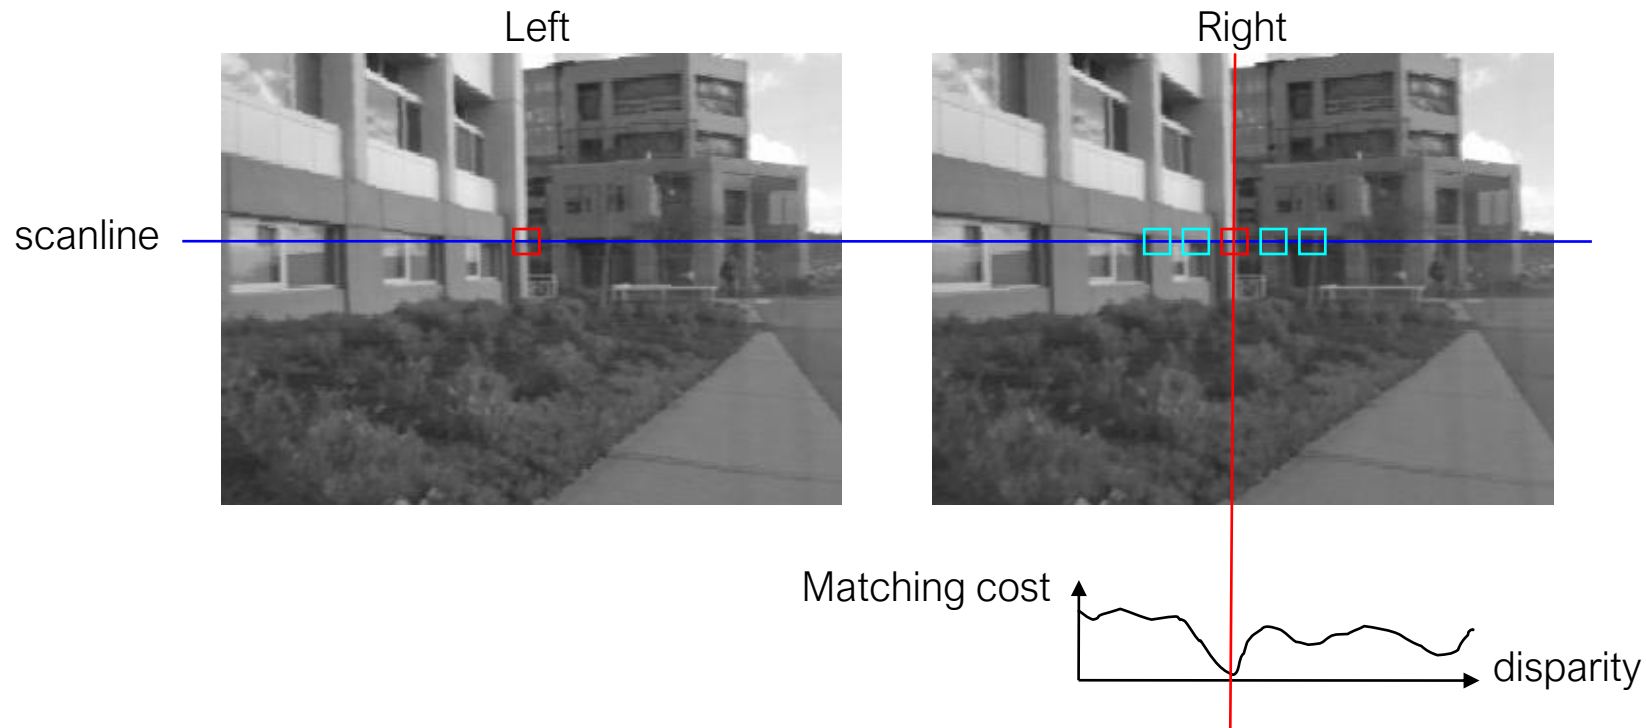 Left
Right
scanline
Matching cost
disparity